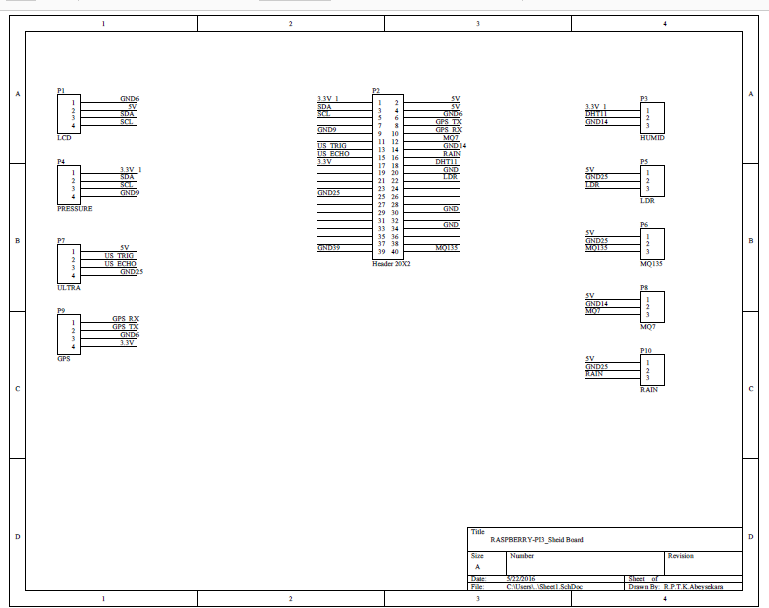 1 2 3 4
A A
B B
C C
D D
P1
1 GND6
2 5V
3 SDA
4 SCL
LCD
P4
1 3.3V_1
2 SDA
3 SCL
4 GND9
PRESSURE
P7
1 5V
2 US_TRIG
3 US_ECHO
4 GND25
ULTRA
P9
1 GPS_RX
2 GPS_TX
3 GND6
4 3.3V
GPS
P2
3.3V_1 1 2 5V
SDA 3 4 5V
SCL 5 6 GND6
7 8 GPS_TX
GND9 9 10 GPS_RX
11 12 MQ7
US_TRIG 13 14 GND14
US_ECHO 15 16 RAIN
3.3V 17 18 DHT11
19 20 GND
21 22 LDR
23 24
GND25 25 26
27 28
29 30 GND
31 32
33 34 GND
35 36
37 38
GND39 39 40 MQ135
Header 20X2
P3
3.3V_1 1
DHT11 2
GND14 3
HUMID
P5
5V 1
GND25 2
LDR 3
LDR
P6
5V 1
GND25 2
MQ135 3
MQ135
P8
5V 1
GND14 2
MQ7 3
MQ7
P10
5V 1
GND25 2
RAIN 3
RAIN
Title
RASPBERRY-PI3_Sheid Board
Size Number Revision
A
Date: 5/22/2016 Sheet of
File: C:\Users\..\Sheet1.SchDoc Drawn By: R.P.T.K.Abeysekara
1 2 3 4